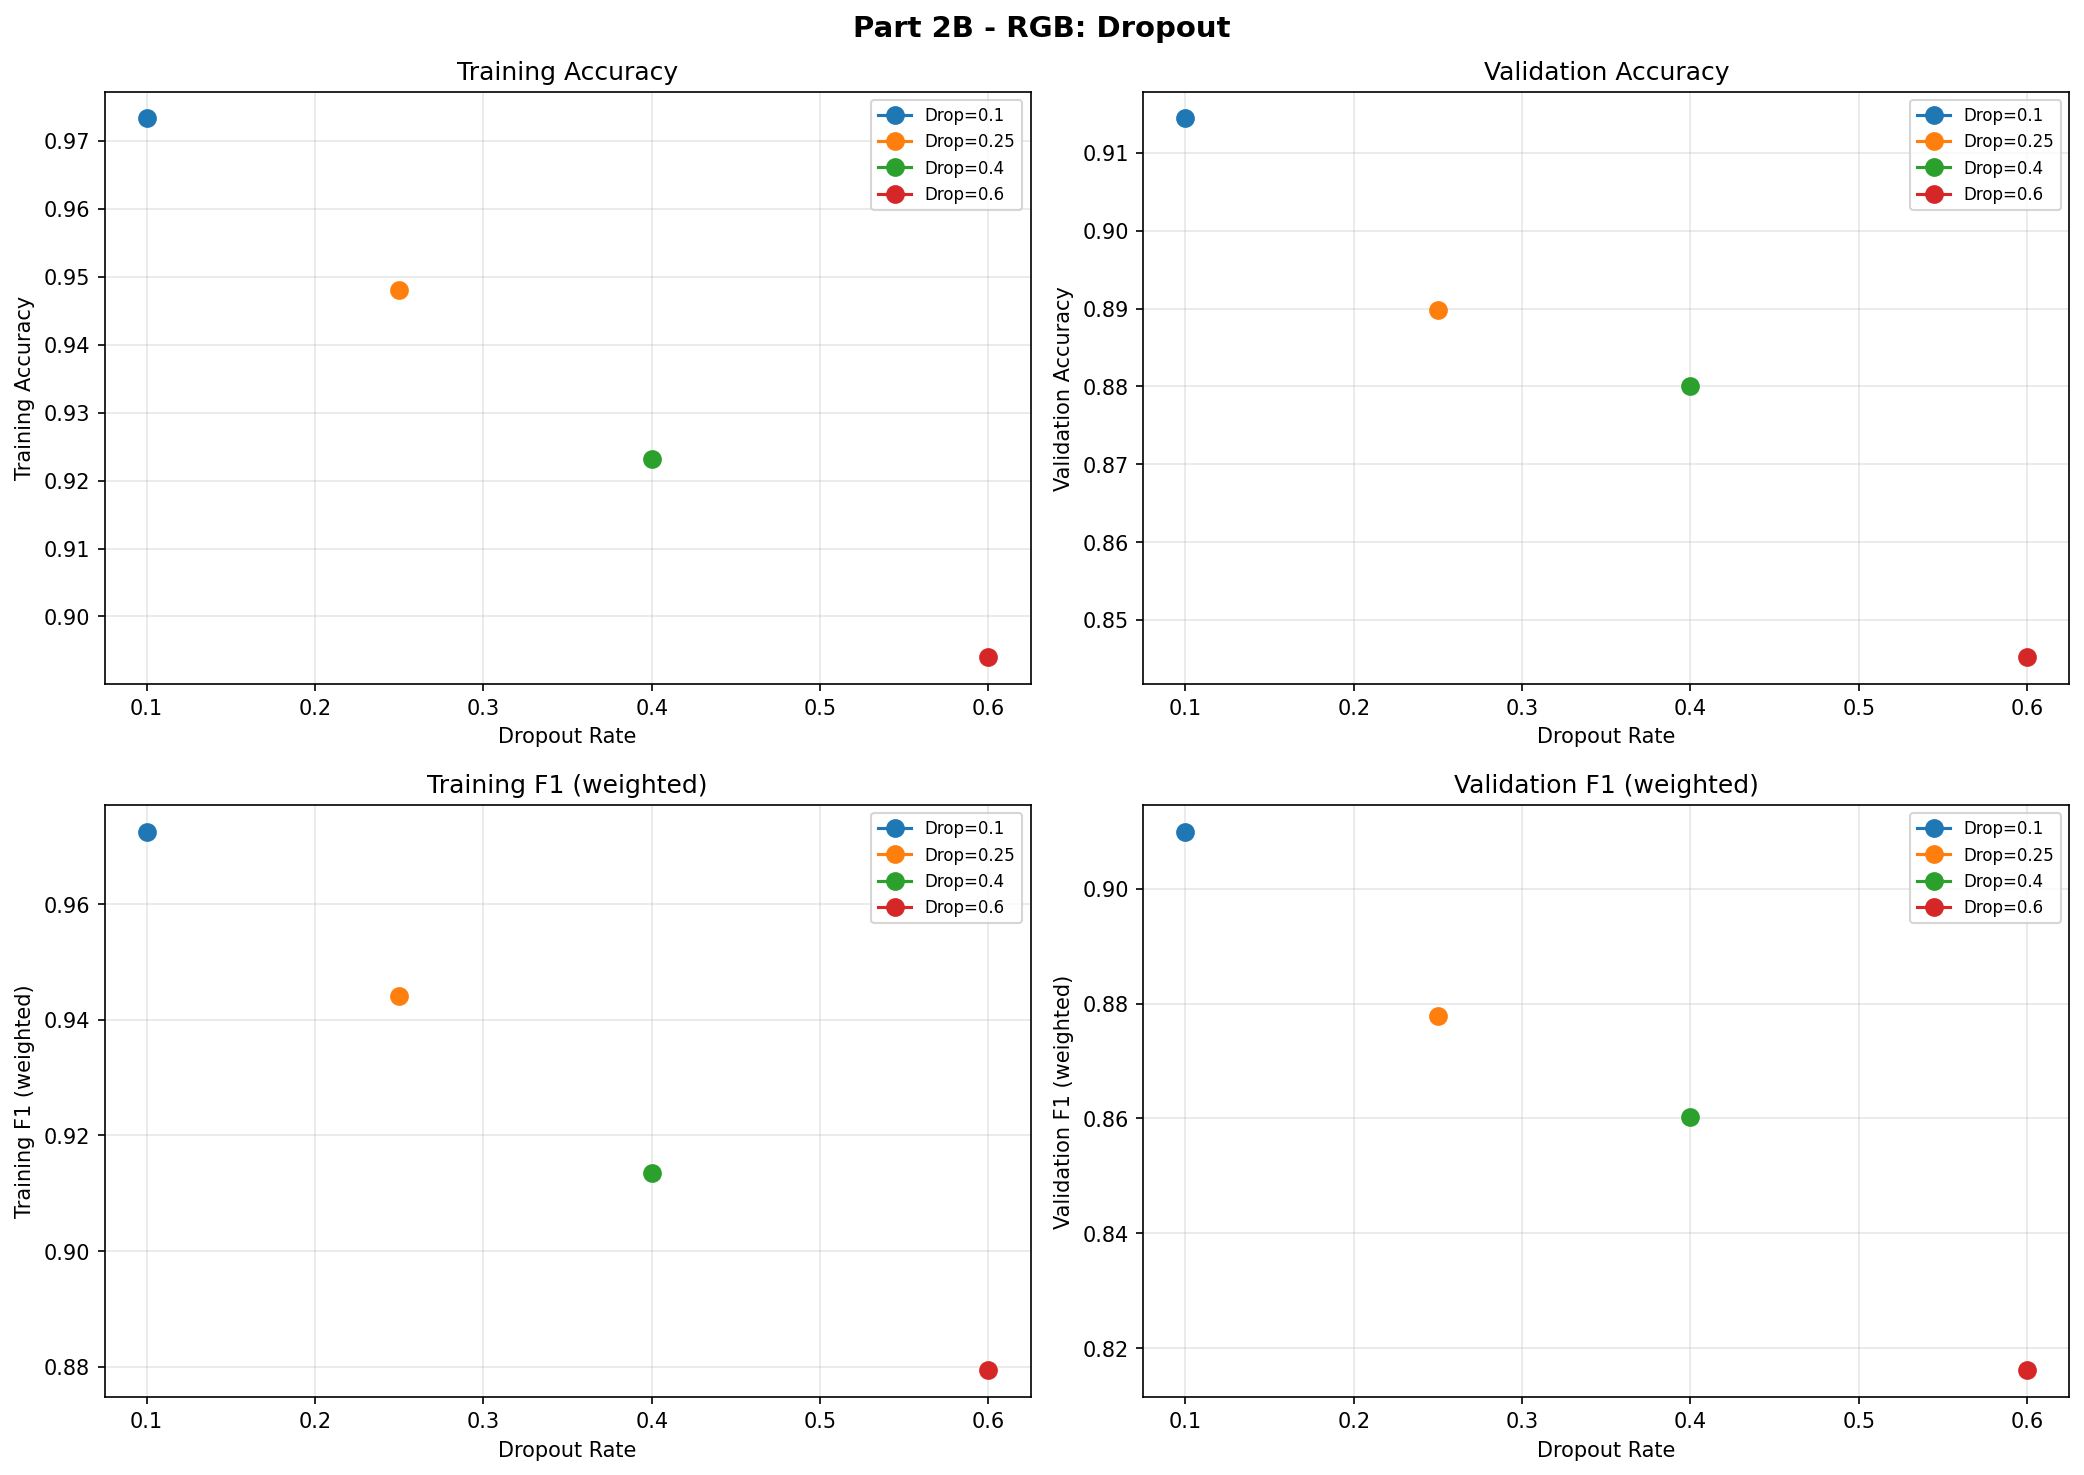 Part 2B - RGB: Dropout
Training Accuracy
Training Accuracy
0.97
0.96
0.95
0.94
0.93
0.92
0.91
0.90
Drop=0.1
Drop=0.25
Drop=0.4
Drop=0.6
0.1 0.2 0.3 0.4 0.5 0.6
Dropout Rate
Validation Accuracy
Validation Accuracy
0.91
0.90
0.89
0.88
0.87
0.86
0.85
Drop=0.1
Drop=0.25
Drop=0.4
Drop=0.6
0.1 0.2 0.3 0.4 0.5 0.6
Dropout Rate
Training F1 (weighted)
Training F1 (weighted)
0.96
0.94
0.92
0.90
0.88
Drop=0.1
Drop=0.25
Drop=0.4
Drop=0.6
0.1 0.2 0.3 0.4 0.5 0.6
Dropout Rate
Validation F1 (weighted)
Validation F1 (weighted)
0.90
0.88
0.86
0.84
0.82
Drop=0.1
Drop=0.25
Drop=0.4
Drop=0.6
0.1 0.2 0.3 0.4 0.5 0.6
Dropout Rate